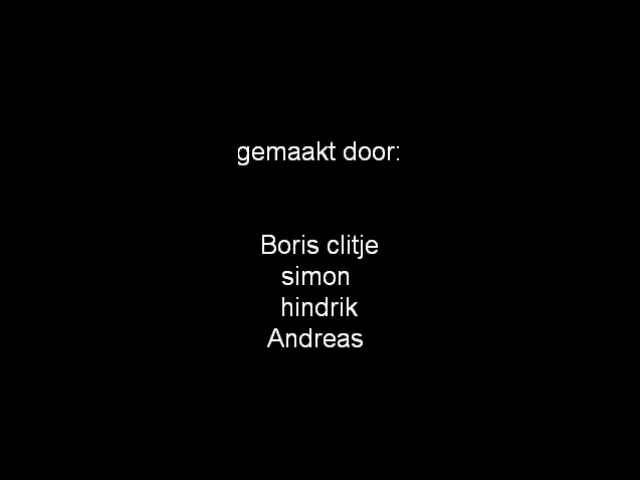 gemaakt door:
Boris clitje
simon
hindrik
Andreas